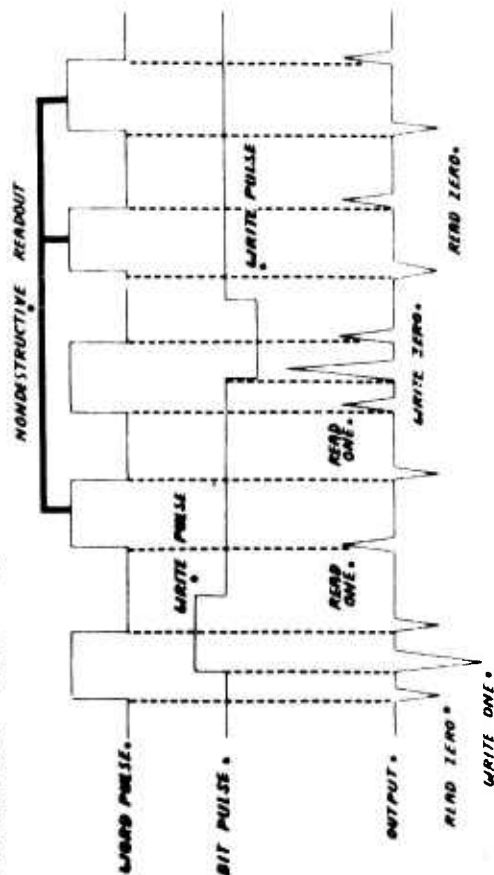 NONDESTRUCTIVE READOUT
WORD PULSE.
WRITE PULSE
WRITE PULSE
BIT PULSE.
READ
ONE.
READ
ONE.
OUTPUT.
READ ZERO.
WRITE ONE.
WRITE ZERO.
READ ZERO.